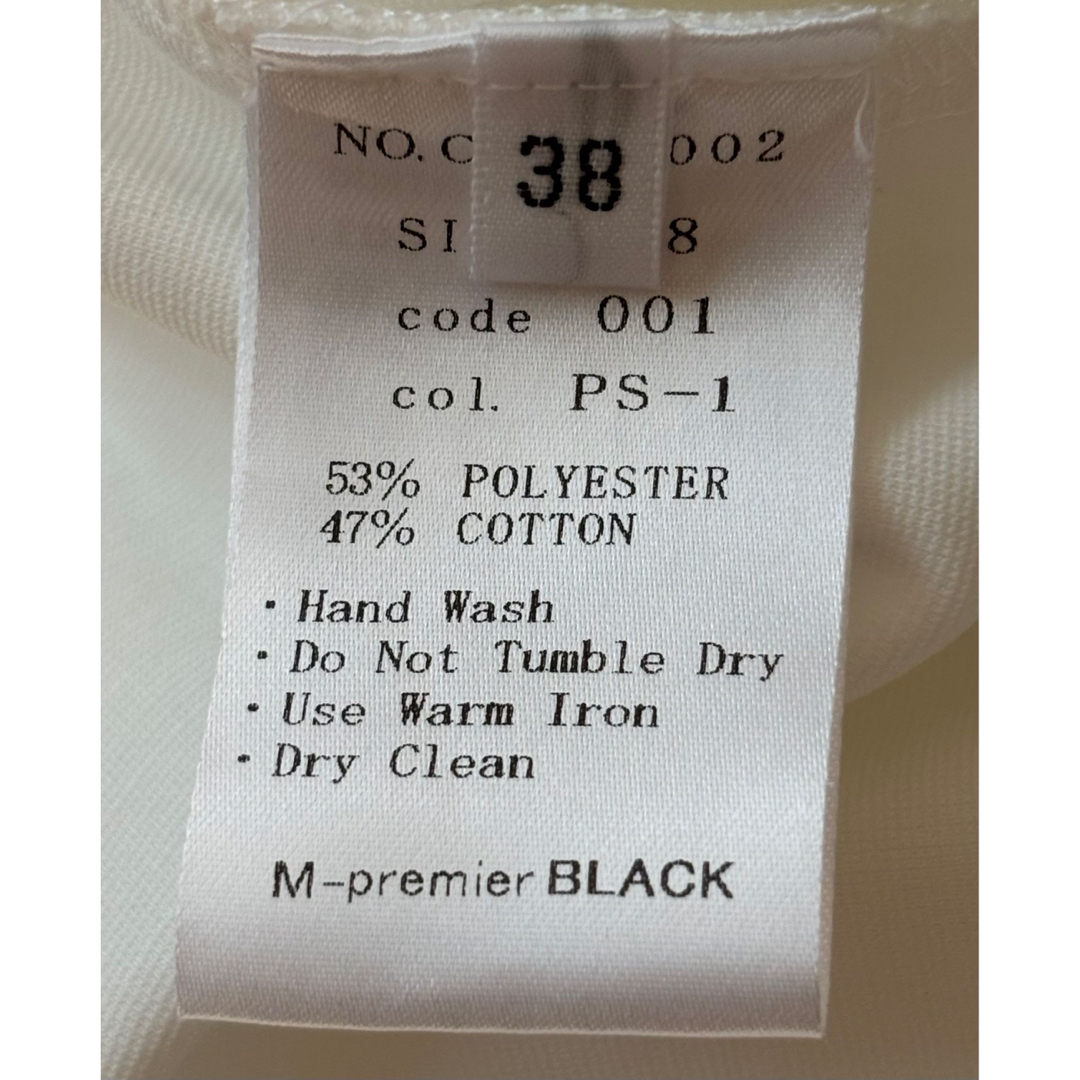 38
NO. C 002
SI 8
code 001
col. PS-1
53% POLYESTER
47% COTTON
・Hand Wash
・Do Not Tumble Dry
・Use Warm Iron
・Dry Clean
M-premier BLACK